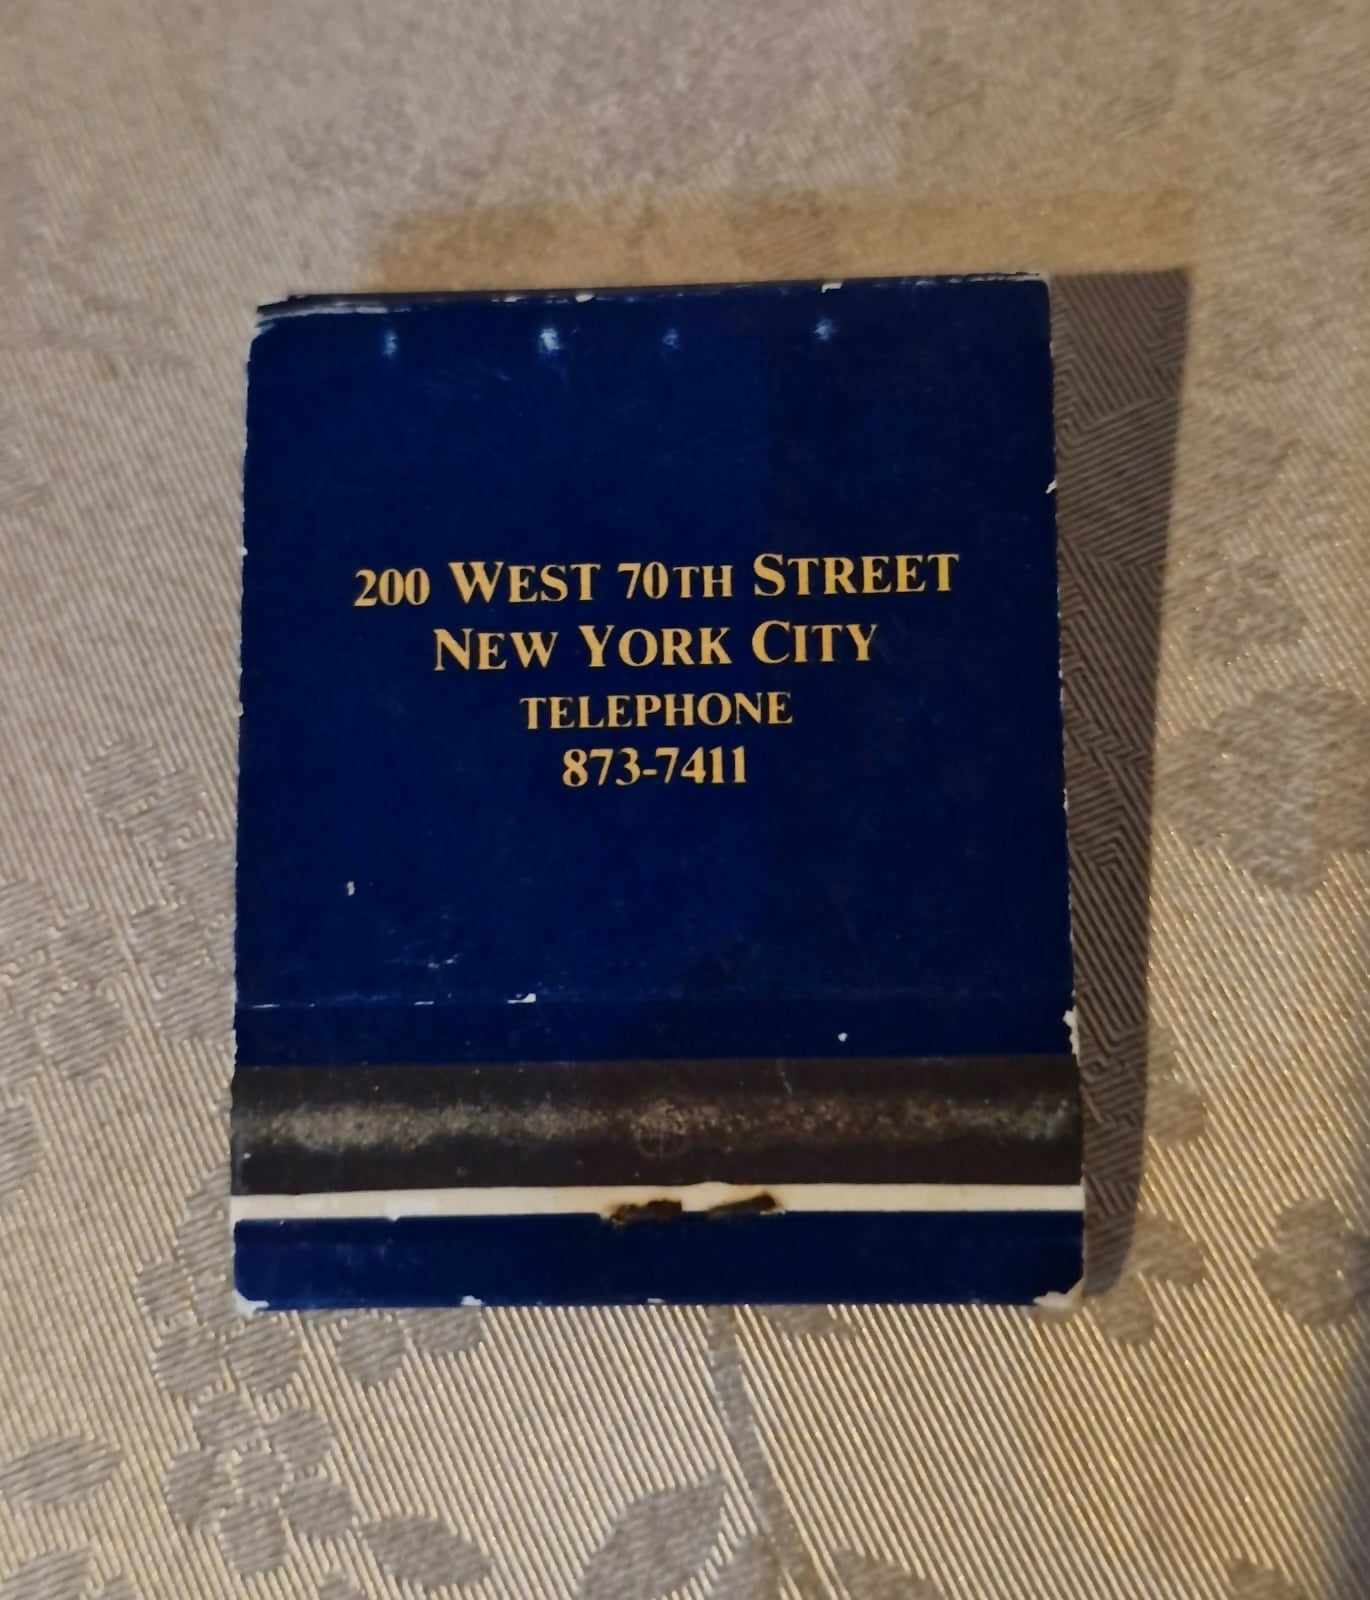 200 WEST 70TH STREET
NEW YORK CITY
TELEPHONE
873-7411